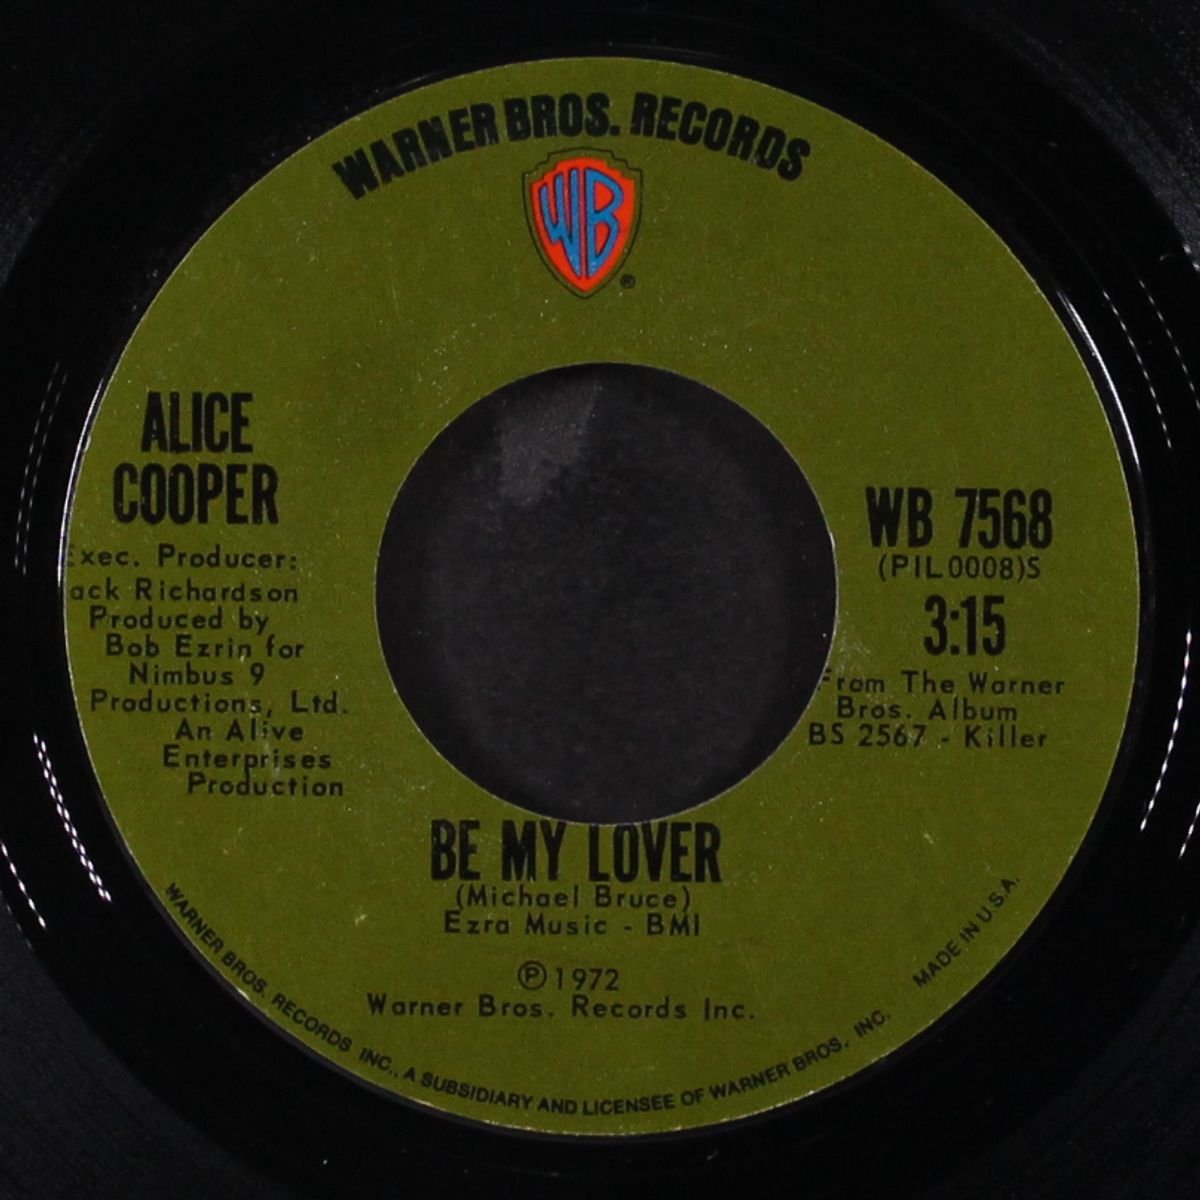 WARNER BROS. RECORDS
WB
®
ALICE
COOPER
xec. Producer:
ack Richardson
Produced by
Bob Ezrin for
Nimbus 9
Productions, Ltd.
An Alive
Enterprises
Production
WB 7568
(PIL0008)S
3:15
From The Warner
Bros. Album
BS 2567 - Killer
BE MY LOVER
(Michael Bruce)
Ezra Music - BMI
℗1972
Warner Bros. Records Inc.
WARNER BROS. RECORDS INC., A SUBSIDIARY AND LICENSEE OF WARNER BROS. INC. MADE IN U.S.A.